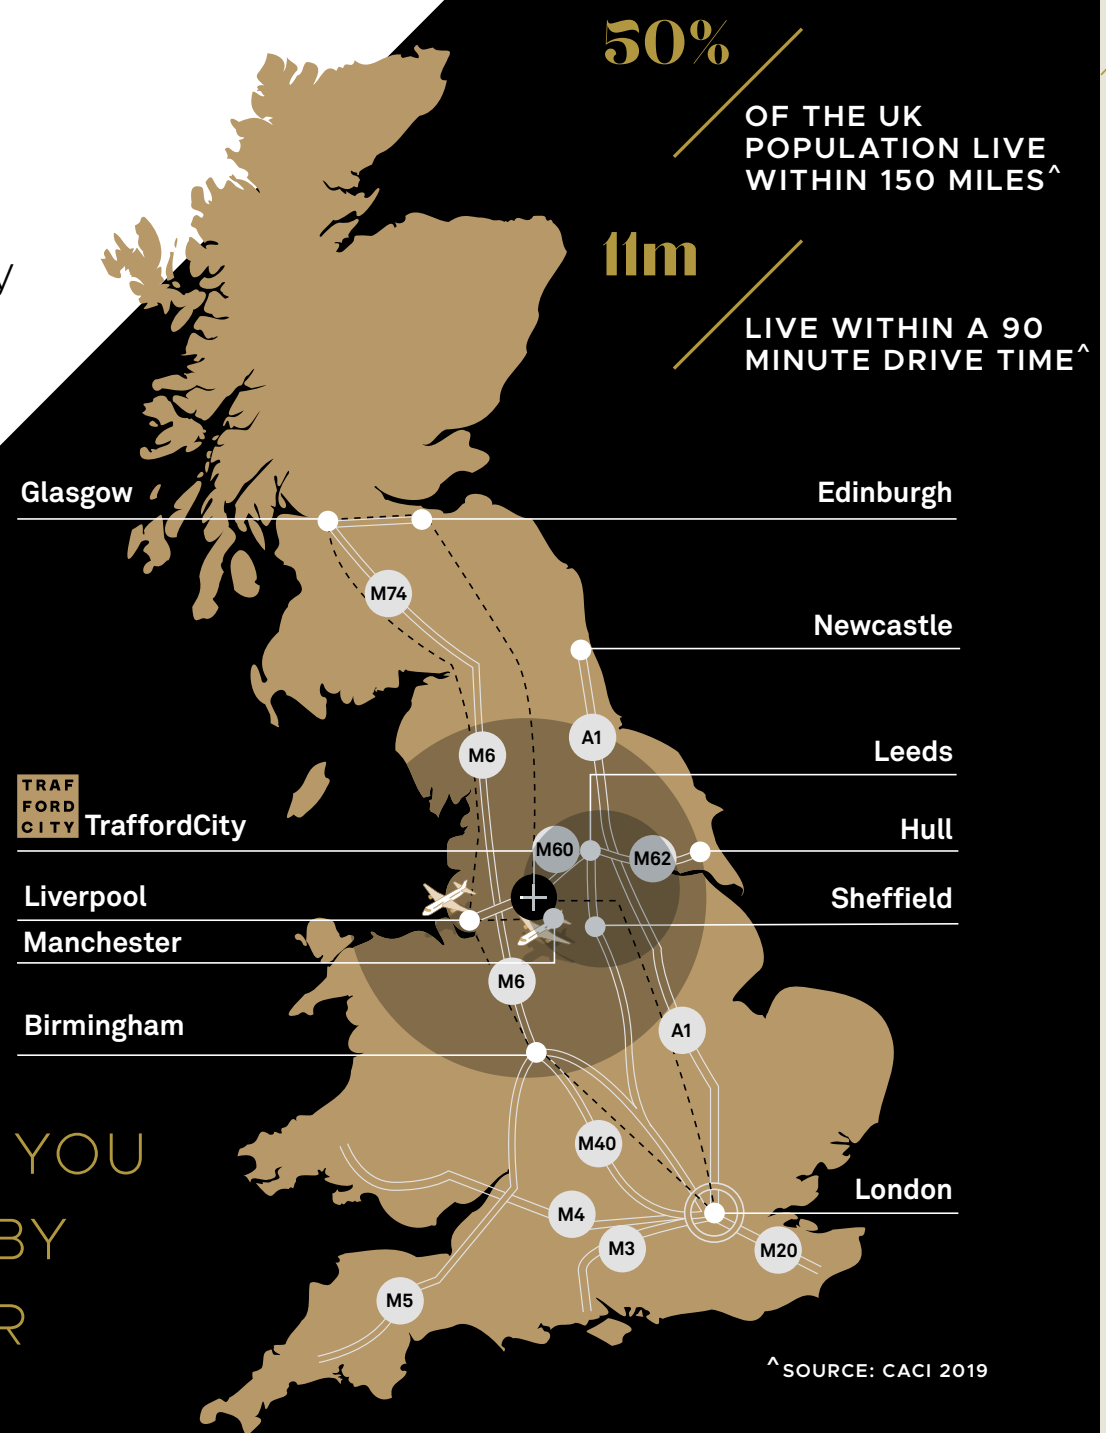 50%
OF THE UK
POPULATION LIVE
WITHIN 150 MILES^
11m
LIVE WITHIN A 90
MINUTE DRIVE TIME^
Glasgow
Edinburgh
M74
Newcastle
A1
M6
Leeds
TRAF
FORD
CITY
TraffordCity
Hull
M60
M62
Liverpool
Sheffield
Manchester
M6
Birmingham
A1
YOU
M40
London
M4
BY
M3
M20
M5
R
^SOURCE: CACI 2019